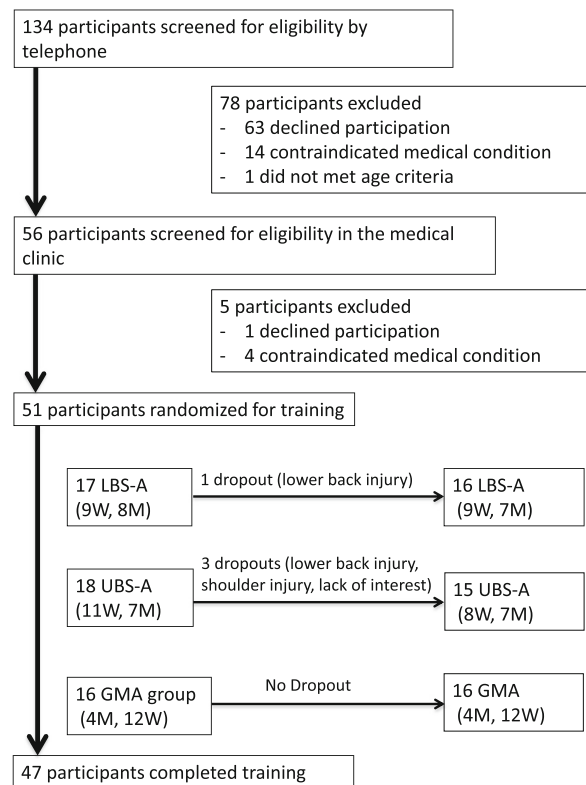 134 participants screened for eligibility by
telephone
78 participants excluded
- 63 declined participation
- 14 contraindicated medical condition
- 1 did not met age criteria
56 participants screened for eligibility in the medical
clinic
5 participants excluded
- 1 declined participation
- 4 contraindicated medical condition
51 participants randomized for training
17 LBS-A
(9W, 8M)
1 dropout (lower back injury)
16 LBS-A
(9W, 7M)
18 UBS-A
(11W, 7M)
3 dropouts (lower back injury,
shoulder injury, lack of interest)
15 UBS-A
(8W, 7M)
16 GMA group
(4M, 12W)
No Dropout
16 GMA
(4M, 12W)
47 participants completed training